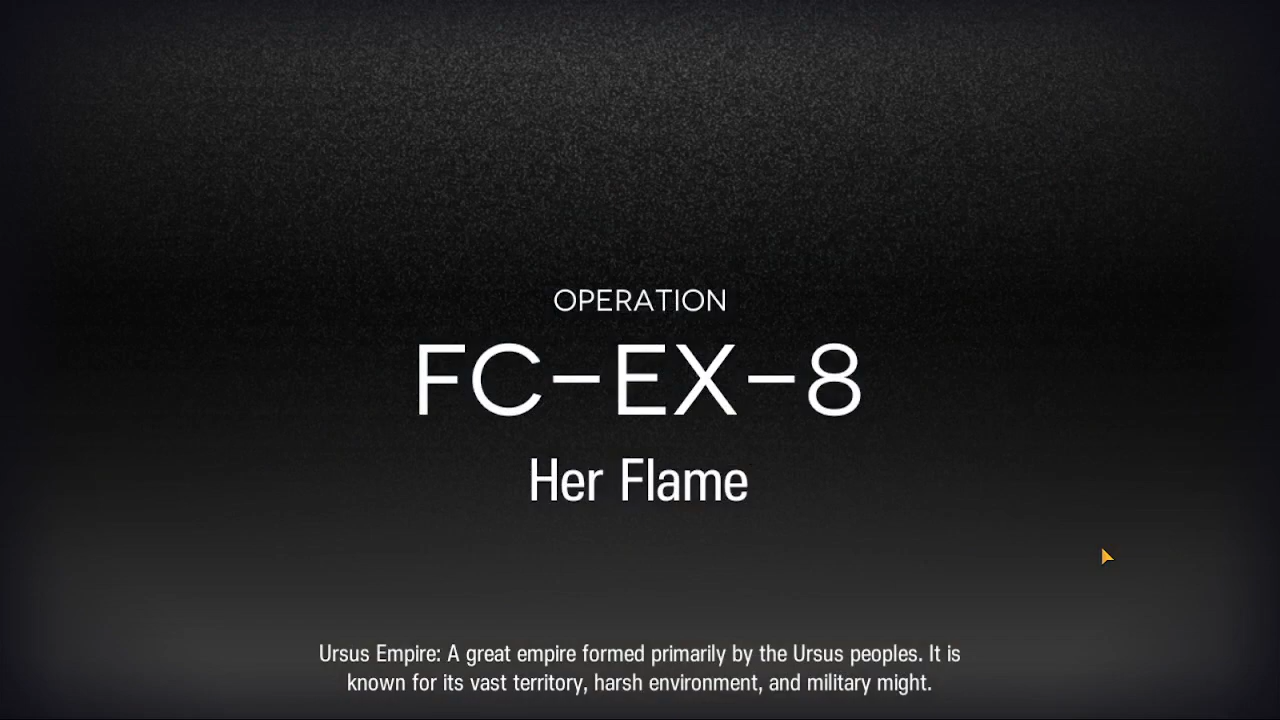 OPERATION
FC-EX-8
Her Flame
Ursus Empire: A great empire formed primarily by the Ursus peoples. It is
known for its vast territory, harsh environment, and military might.